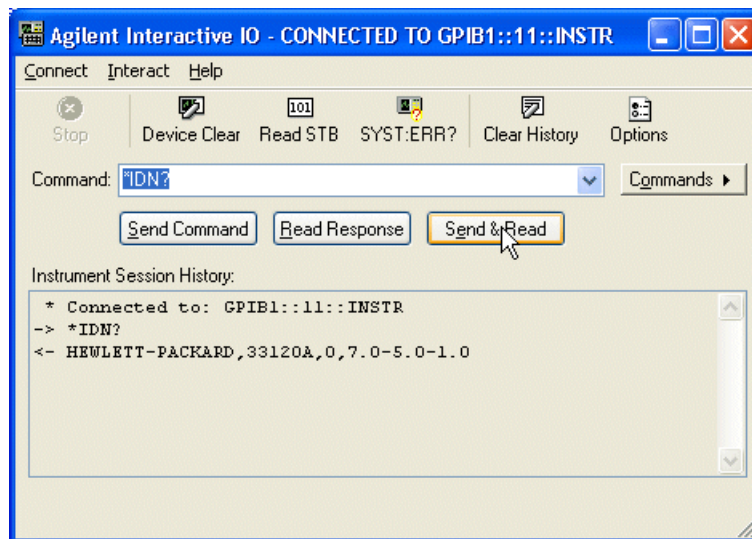 Agilent Interactive IO - CONNECTED TO GPIB1::11::INSTR
Connect Interact Help
101
Stop Device Clear Read STB SYST:ERR? Clear History Options
Command: *IDN? Commands
Send Command Read Response Send & Read
Instrument Session History:
* Connected to: GPIB1::11::INSTR
-> *IDN?
<- HEWLETT-PACKARD,33120A,0,7.0-5.0-1.0